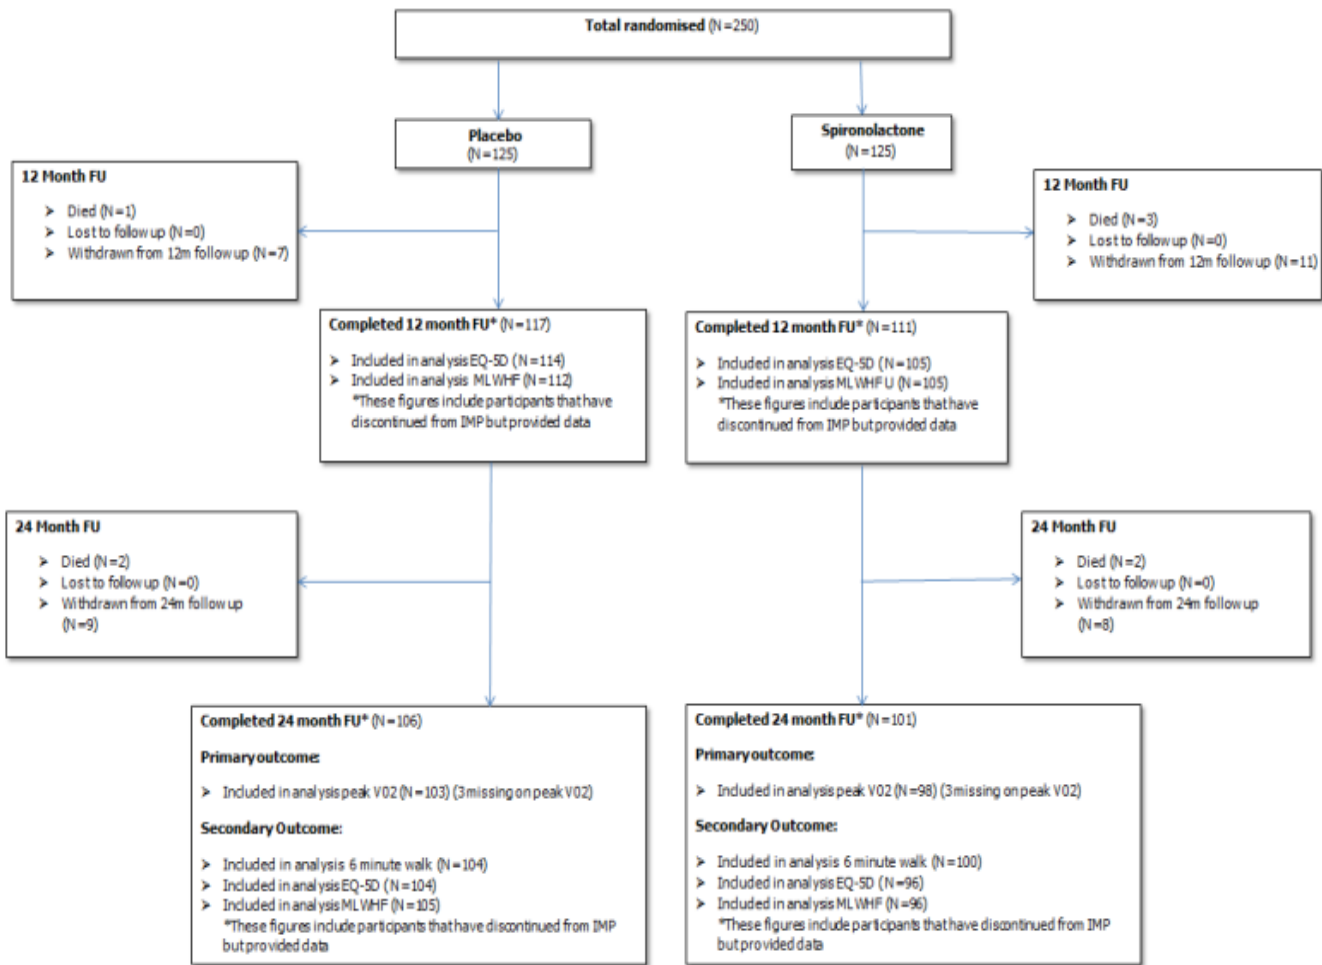 Total randomised (N=250)
Placebo
(N=125)
Spironolactone
(N=125)
12 Month FU
➤ Died (N=1)
➤ Lost to follow up (N=0)
➤ Withdrawn from 12m follow up (N=7)
12 Month FU
➤ Died (N=3)
➤ Lost to follow up (N=0)
➤ Withdrawn from 12m follow up (N=11)
Completed 12 month FU* (N=117)
➤ Included in analysis EQ-5D (N=114)
➤ Included in analysis MLWHF (N=112)
*These figures include participants that have
discontinued from IMP but provided data
Completed 12 month FU* (N=111)
➤ Included in analysis EQ-5D (N=105)
➤ Included in analysis MLWHF U (N=105)
*These figures include participants that have
discontinued from IMP but provided data
24 Month FU
➤ Died (N=2)
➤ Lost to follow up (N=0)
➤ Withdrawn from 24m follow up
(N=9)
24 Month FU
➤ Died (N=2)
➤ Lost to follow up (N=0)
➤ Withdrawn from 24m follow up
(N=8)
Completed 24 month FU* (N=106)
Primary outcome:
➤ Included in analysis peak V02 (N=103) (3 missing on peak V02)
Secondary Outcome:
➤ Included in analysis 6 minute walk (N=104)
➤ Included in analysis EQ-5D (N=104)
➤ Included in analysis MLWHF (N=105)
*These figures include participants that have discontinued from IMP
but provided data
Completed 24 month FU* (N=101)
Primary outcome:
➤ Included in analysis peak V02 (N=98) (3 missing on peak V02)
Secondary Outcome:
➤ Included in analysis 6 minute walk (N=100)
➤ Included in analysis EQ-5D (N=96)
➤ Included in analysis MLWHF (N=96)
*These figures include participants that have discontinued from IMP
but provided data